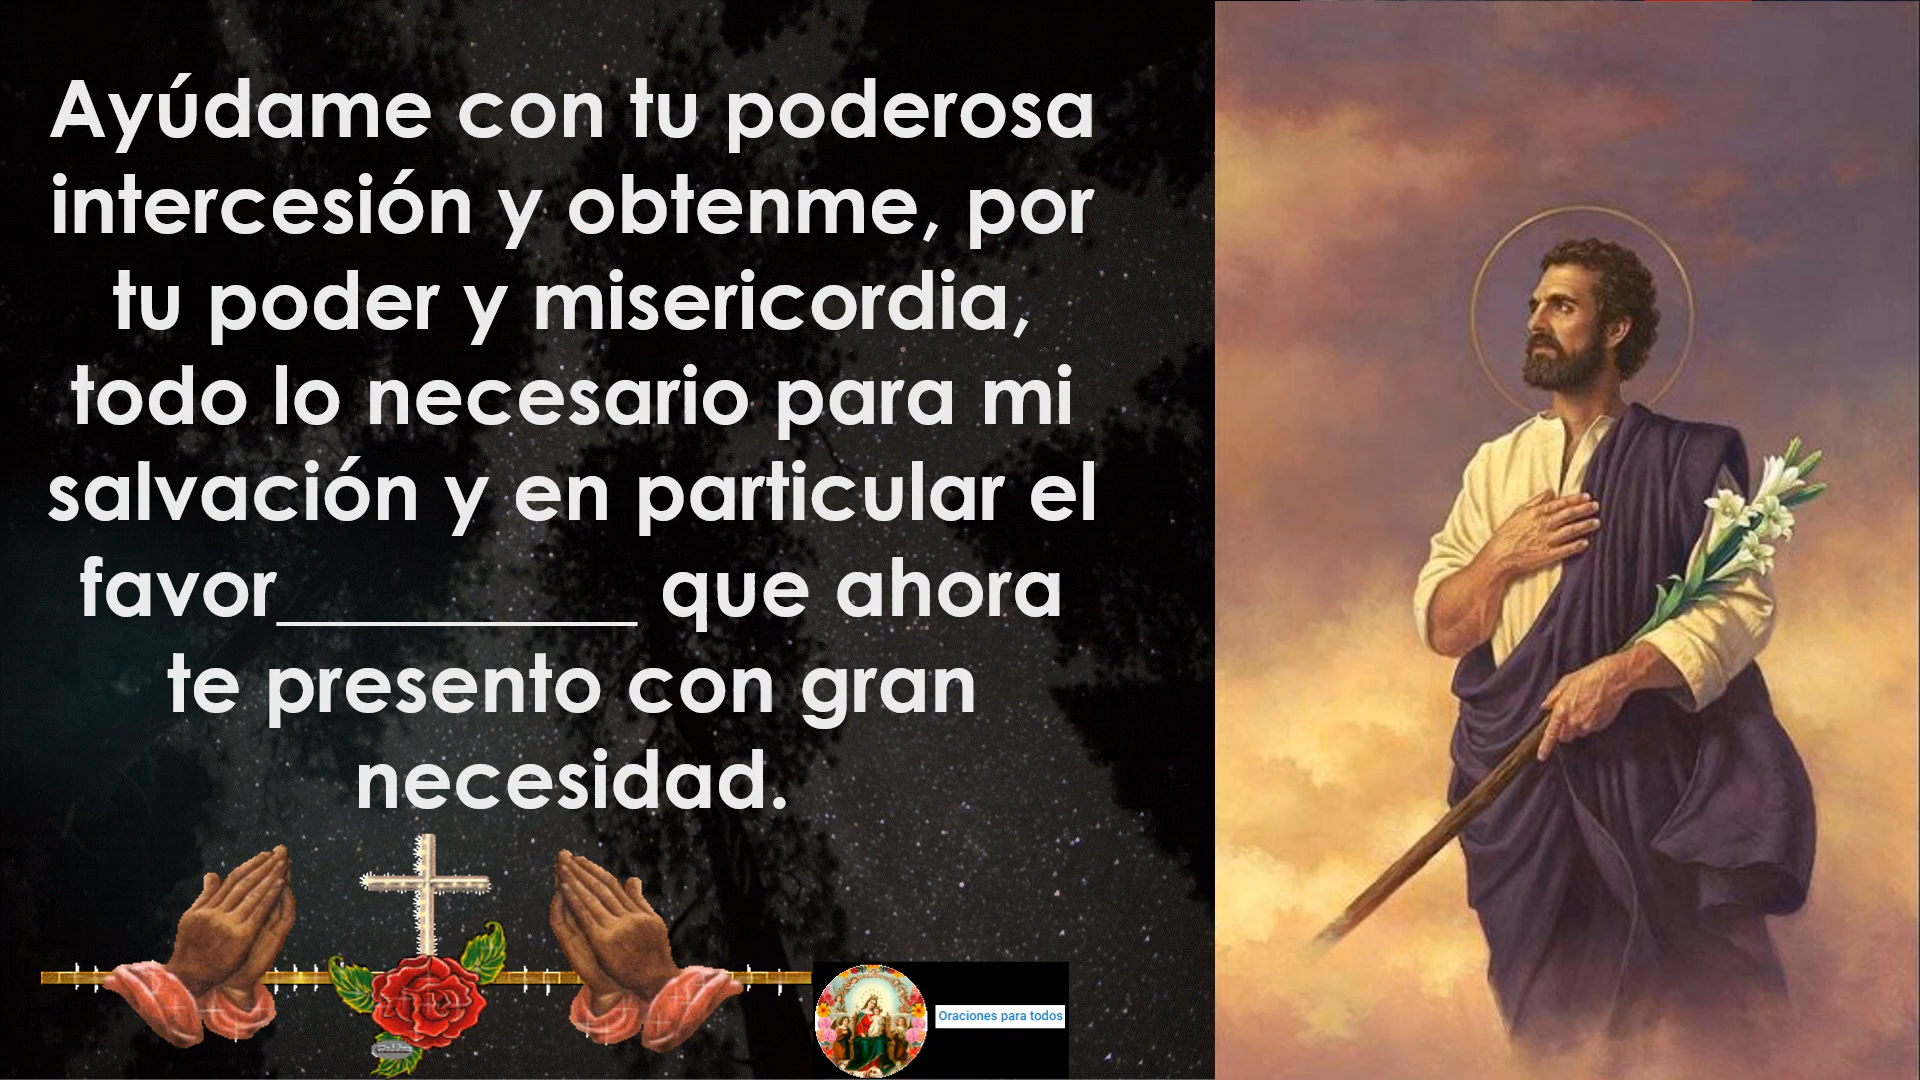 Ayúdame con tu poderosa
intercesión y obtenme, por
tu poder y misericordia,
todo lo necesario para mi
salvación y en particular el
favor__________ que ahora
te presento con gran
necesidad.
Oraciones para todos